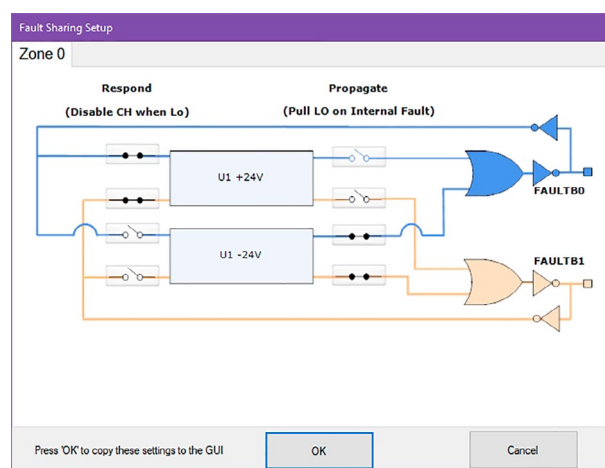 Fault Sharing Setup
Zone 0
Respond
Propagate
(Disable CH when Lo)
(Pull LO on Internal Fault)
U1 +24V
FAULTB0
U1 -24V
FAULTB1
Press 'OK' to copy these settings to the GUI
OK
Cancel